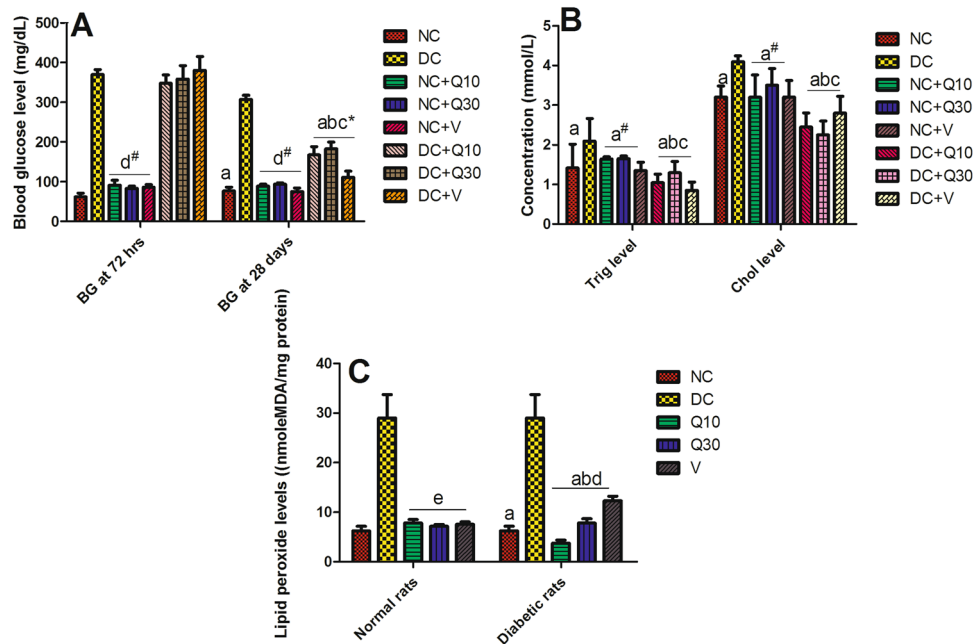 A
Blood glucose level (mg/dL)
500
400
300
200
100
0
d#
a
d#
abc*
BG at 72 hrs
BG at 28 days
NC
DC
NC+Q10
NC+Q30
NC+V
DC+Q10
DC+Q30
DC+V
B
Concentration (mmol/L)
5
4
3
2
1
0
a
a#
abc
a
a#
abc
Trig level
Chol level
NC
DC
NC+Q10
NC+Q30
NC+V
DC+Q10
DC+Q30
DC+V
C
Lipid peroxide levels ((nmoleMDA/mg protein)
40
30
20
10
0
e
a
abd
Normal rats
Diabetic rats
NC
DC
Q10
Q30
V